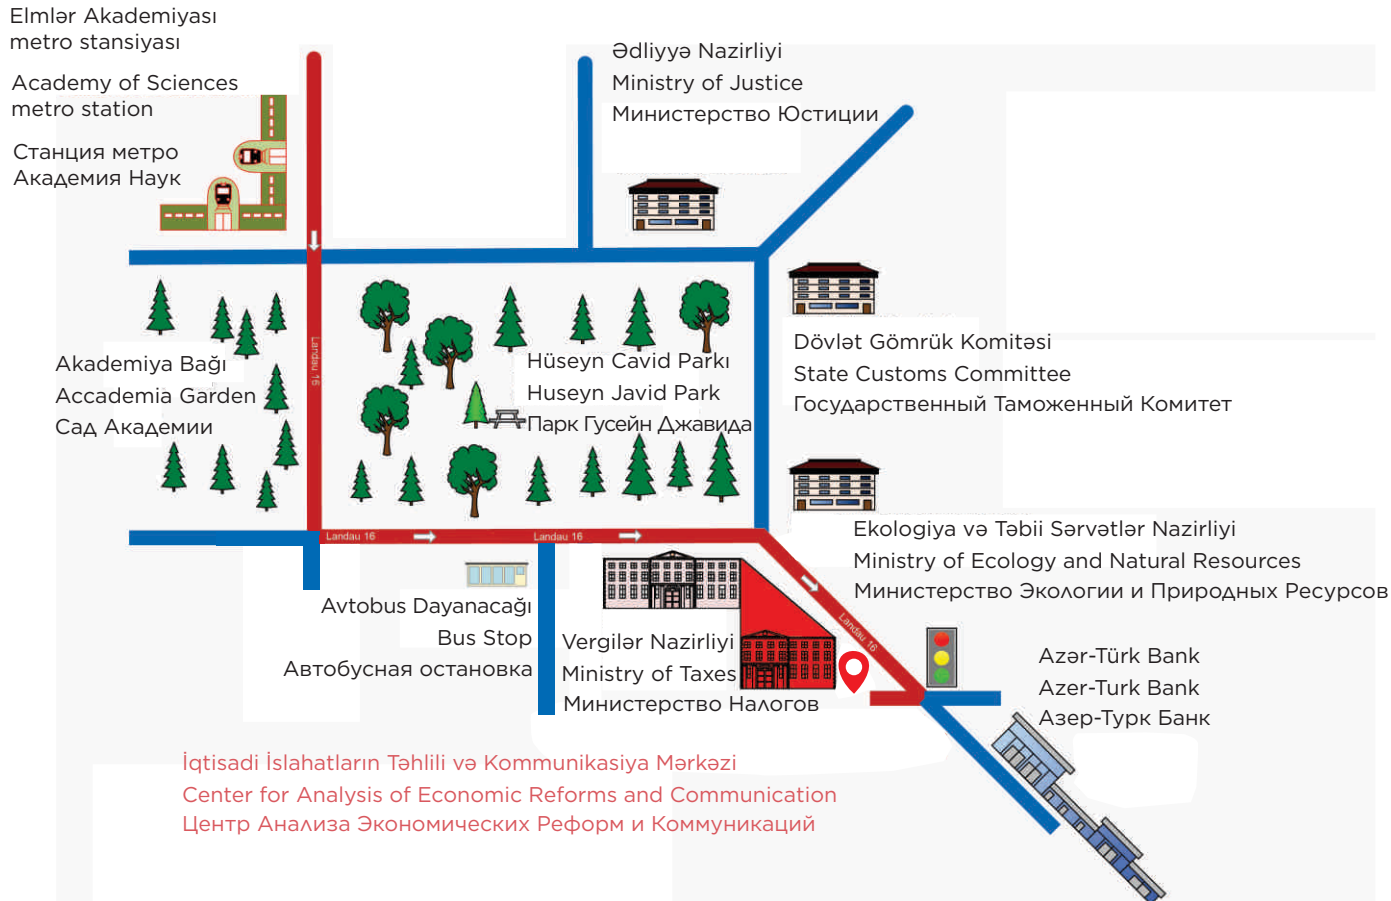 Elmlər Akademiyası
metro stansiyası
Academy of Sciences
metro station
Станция метро
Академия Наук
Ədliyyə Nazirliyi
Ministry of Justice
Министерство Юстиции
Landau 16
Akademiya Bağı
Accademia Garden
Сад Академии
Hüseyn Cavid Parkı
Huseyn Javid Park
Парк Гусейн Джавида
Dövlət Gömrük Komitəsi
State Customs Committee
Государственный Таможенный Комитет
Landau 16
Landau 16
Ekologiya və Təbii Sərvətlər Nazirliyi
Ministry of Ecology and Natural Resources
Министерство Экологии и Природных Ресурсов
Avtobus Dayanacağı
Bus Stop
Автобусная остановка
Vergilər Nazirliyi
Ministry of Taxes
Министерство Налогов
Landau 16
Azər-Türk Bank
Azer-Turk Bank
Азер-Турк Банк
İqtisadi İslahatların Təhlili və Kommunikasiya Mərkəzi
Center for Analysis of Economic Reforms and Communication
Центр Анализа Экономических Реформ и Коммуникаций